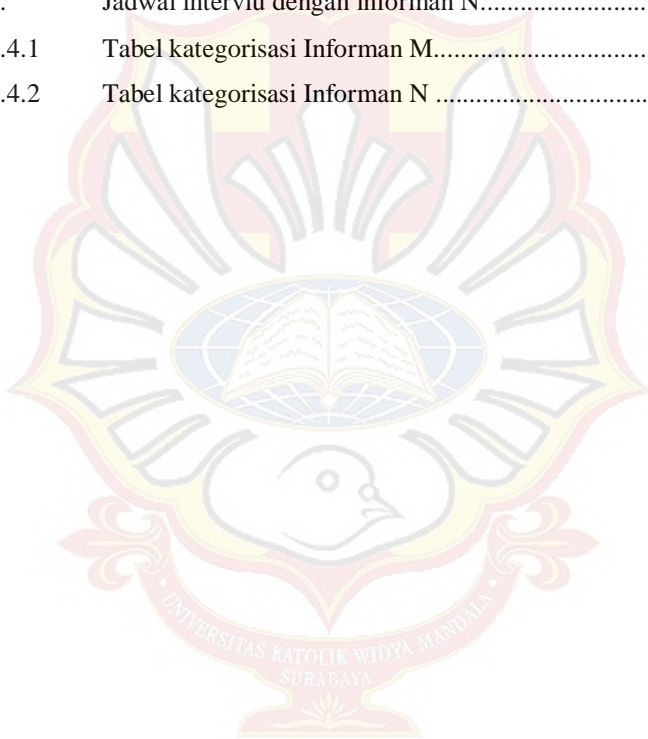 . Jadwal interviu dengan informan N........................
.4.1 Tabel kategorisasi Informan M................................
.4.2 Tabel kategorisasi Informan N ................................
UNIVERSITAS KATOLIK WIDYA MANDALA
SURABAYA